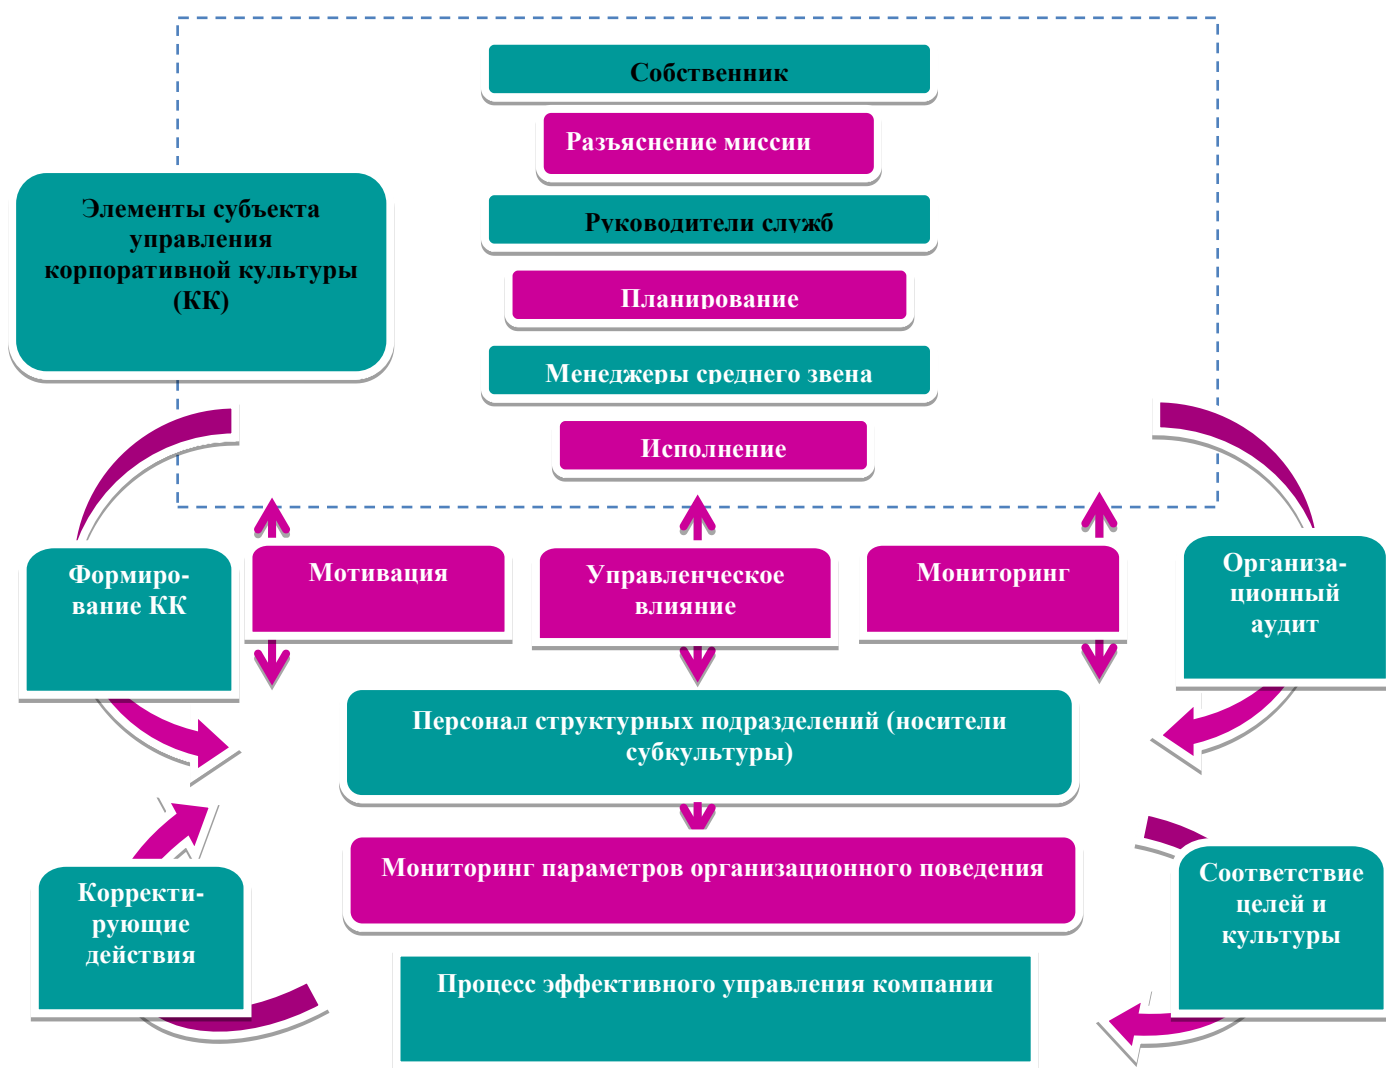 Собственник
Разъяснение миссии
Элементы субъекта
управления
корпоративной культуры
(КК)
Руководители служб
Планирование
Менеджеры среднего звена
Исполнение
Формиро-
вание КК
Мотивация
Управленческое
влияние
Мониторинг
Организа-
ционный
аудит
Персонал структурных подразделений (носители
субкультуры)
Мониторинг параметров организационного поведения
Корректи-
рующие
действия
Соответствие
целей и
культуры
Процесс эффективного управления компании